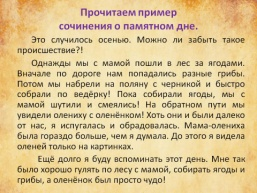 Прочитаем пример
сочинения о памятном дне.
Это случилось осенью. Можно ли забыть такое
происшествие?!
Однажды мы с мамой пошли в лес за ягодами.
Вначале по дороге нам попадались разные грибы.
Потом мы набрели на поляну с черникой и быстро
собрали по ведёрку! Пока собирали ягоды, мы с
мамой шутили и смеялись! На обратном пути мы
увидели олениху с оленёнком! Хоть они и были далеко
от нас, я испугалась и обрадовалась. Мама-олениха
была гораздо больше, чем я думала. До этого я видела
оленей только на картинках.
Ещё долго я буду вспоминать этот день. Мне так
было хорошо гулять по лесу с мамой, собирать ягоды и
грибы, а оленёнок был просто чудо!